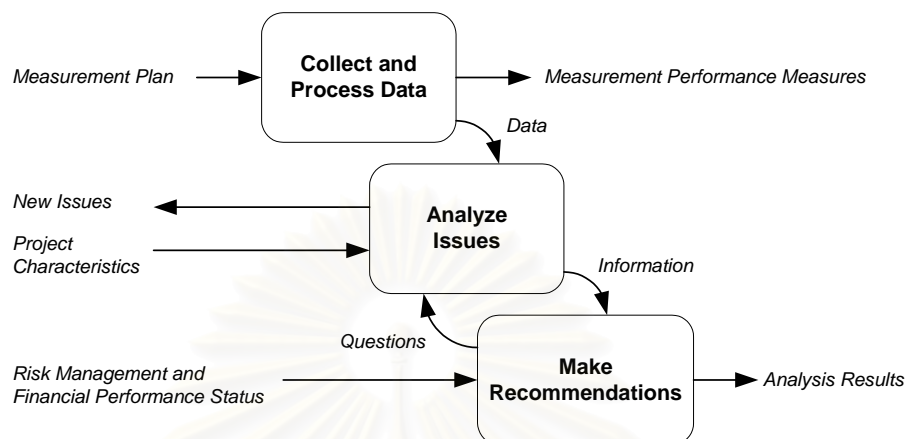 Collect and
Process Data
Measurement Plan
Measurement Performance Measures
Data
New Issues
Analyze
Issues
Project
Characteristics
Information
Questions
Risk Management and
Financial Performance Status
Make
Recommendations
Analysis Results